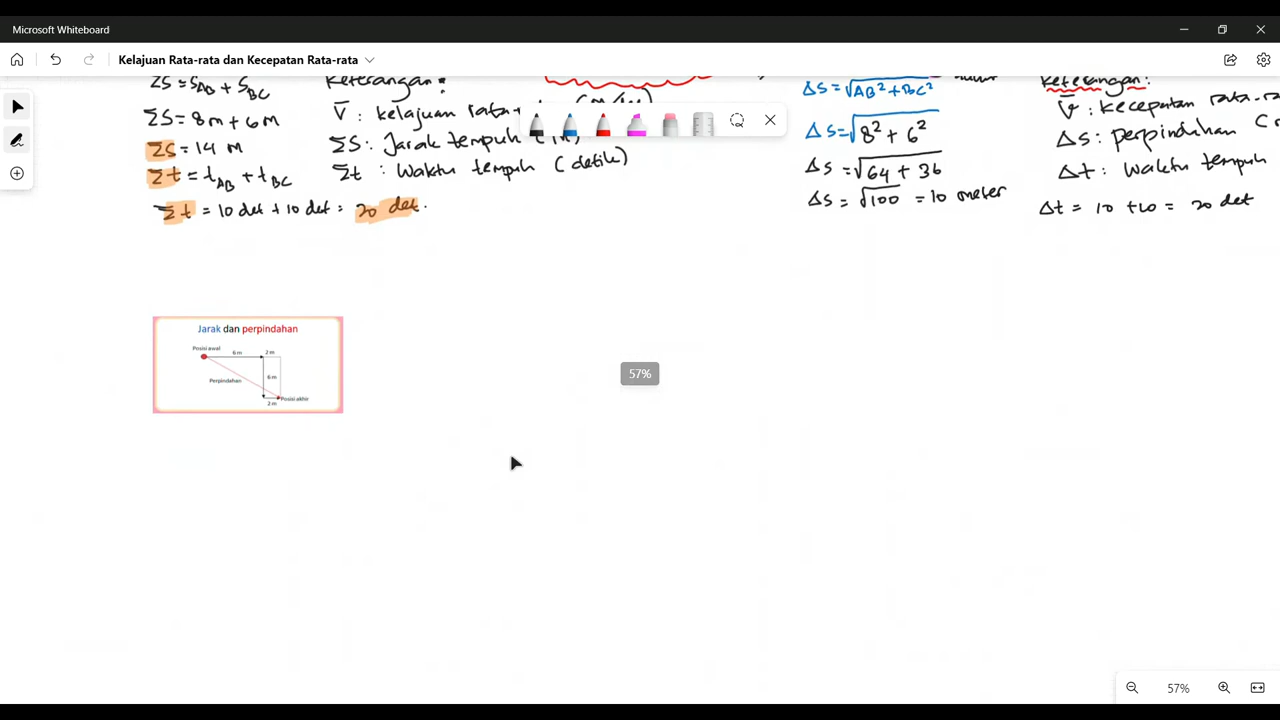 Microsoft Whiteboard
Kelajuan Rata-rata dan Kecepatan Rata-rata
ΣS = S_AB + S_BC
ΣS = 8m + 6m
ΣS = 14 m
Σt = t_AB + t_BC
Σt = 10 det + 10 det = 20 det.
Keterangan:
V̄ : kelajuan rata-
ΣS : Jarak tempuh (m)
Σt : Waktu tempuh (detik)
ΔS = √AB² + BC²
ΔS = √8² + 6²
ΔS = √64 + 36
ΔS = √100 = 10 meter
Keterangan:
V̄ : kecepatan rata-ra
ΔS : perpindahan (
Δt : Waktu tempuh
Δt = 10 + 10 = 20 det
Jarak dan perpindahan
Posisi awal
6 m
2 m
6 m
Perpindahan
Posisi akhir
2 m
57%
57%